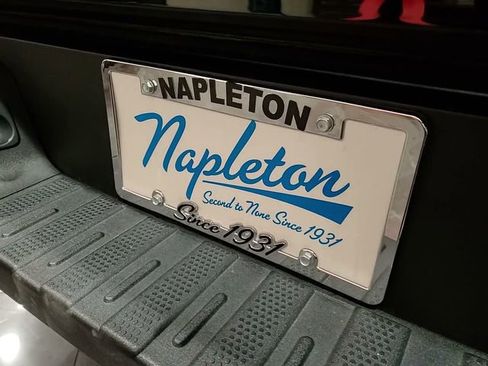 NAPLETON
Napleton
Second to None Since 1931
Since 1931